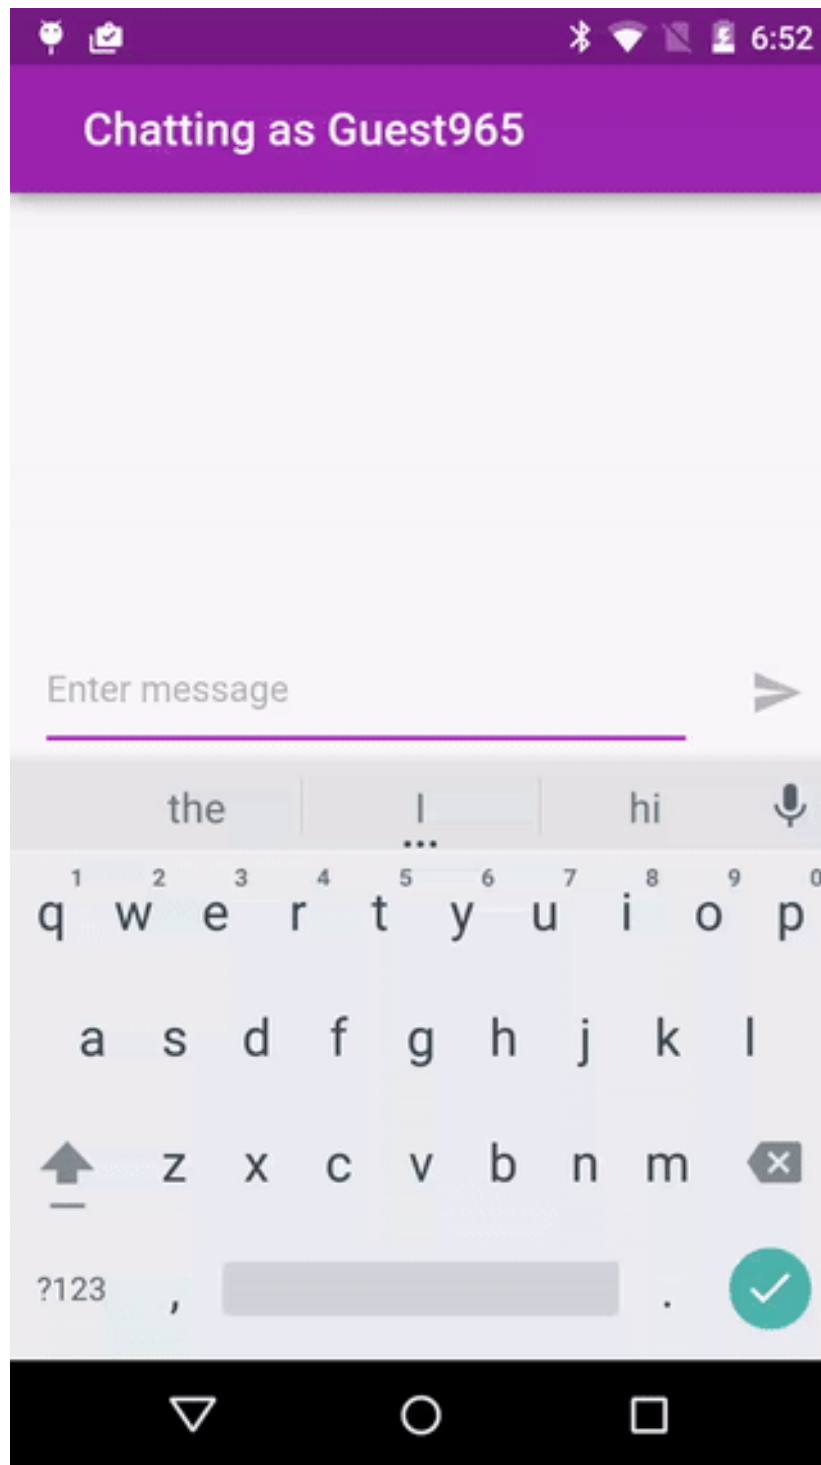 6:52
Chatting as Guest965
Enter message
the I hi
1 2 3 4 5 6 7 8 9 0
q w e r t y u i o p
a s d f g h j k l
z x c v b n m
?123 , .